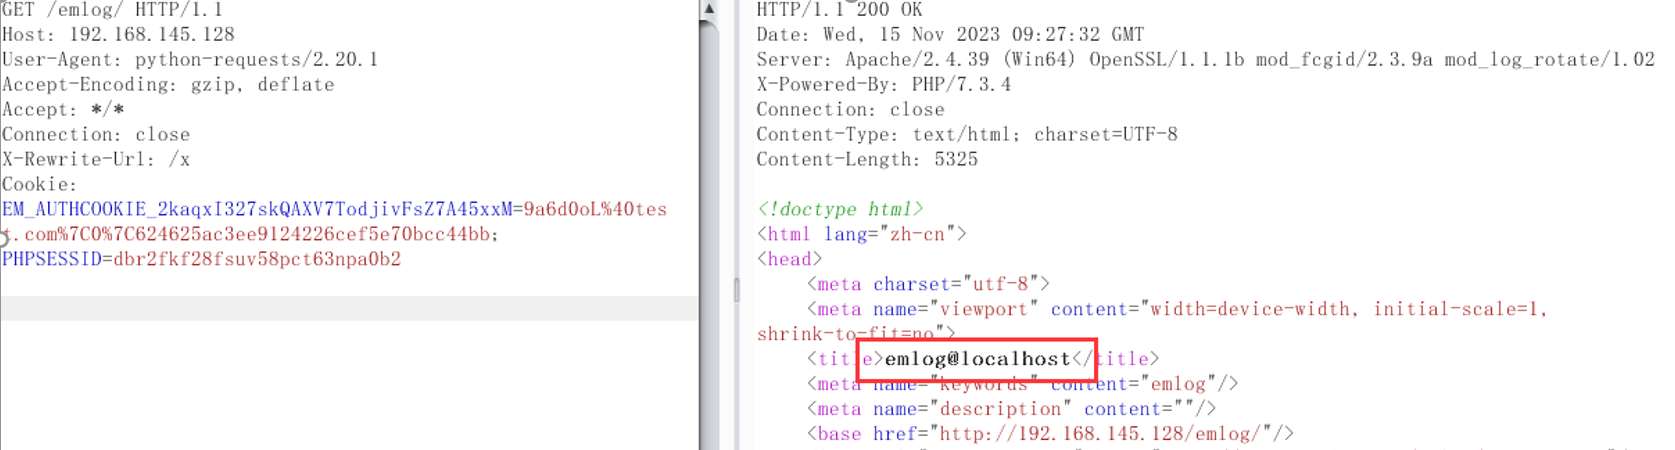 GET /emlog/ HTTP/1.1
Host: 192.168.145.128
User-Agent: python-requests/2.20.1
Accept-Encoding: gzip, deflate
Accept: */*
Connection: close
X-Rewrite-Url: /x
Cookie:
EM_AUTHCOOKIE_2kaqxI327skQAXV7TodjivFsZ7A45xxM=9a6d0oL%40tes
t.com%7C0%7C624625ac3ee9124226cef5e70bcc44bb;
PHPSESSID=dbr2fkf28fsuv58pct63npa0b2
HTTP/1.1 200 OK
Date: Wed, 15 Nov 2023 09:27:32 GMT
Server: Apache/2.4.39 (Win64) OpenSSL/1.1.1b mod_fcgid/2.3.9a mod_log_rotate/1.02
X-Powered-By: PHP/7.3.4
Connection: close
Content-Type: text/html; charset=UTF-8
Content-Length: 5325
<!doctype html>
<html lang="zh-cn">
<head>
<meta charset="utf-8">
<meta name="viewport" content="width=device-width, initial-scale=1,
shrink-to-fit=no">
<title>emlog@localhost</title>
<meta name="keywords" content="emlog"/>
<meta name="description" content=""/>
<base href="http://192.168.145.128/emlog/"/>